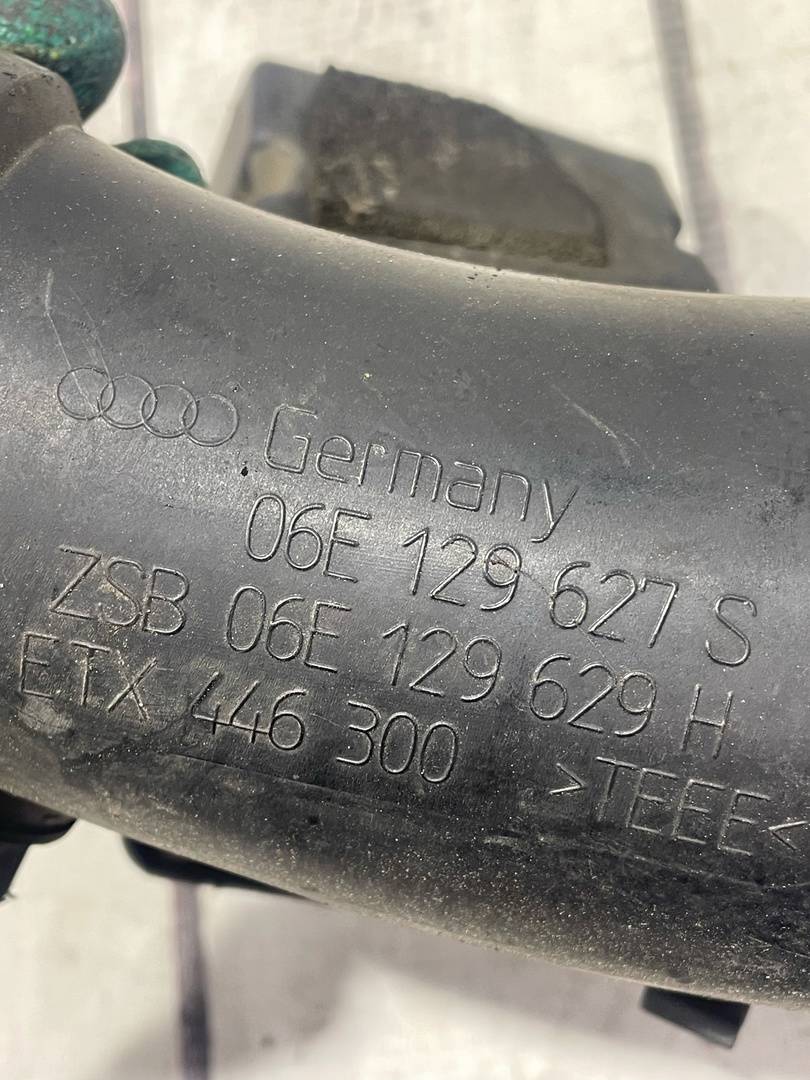 Germany
06E 129 627 S
ZSB 06E 129 629 H
ETX 446 300
>TEEE<